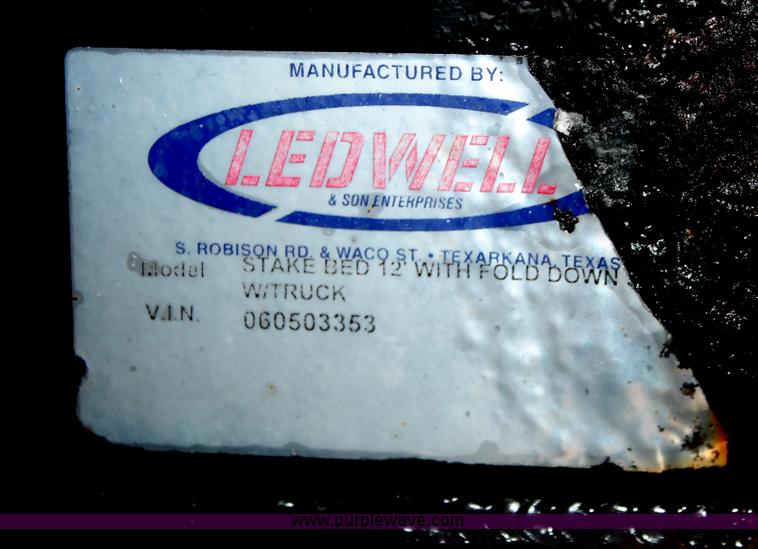 MANUFACTURED BY:
LEDWELL
& SON ENTERPRISES
S. ROBISON RD. & WACO ST. • TEXARKANA, TEXAS
Model STAKE BED 12' WITH FOLD DOWN
W/TRUCK
V.I.N. 060503353
www.purplewave.com